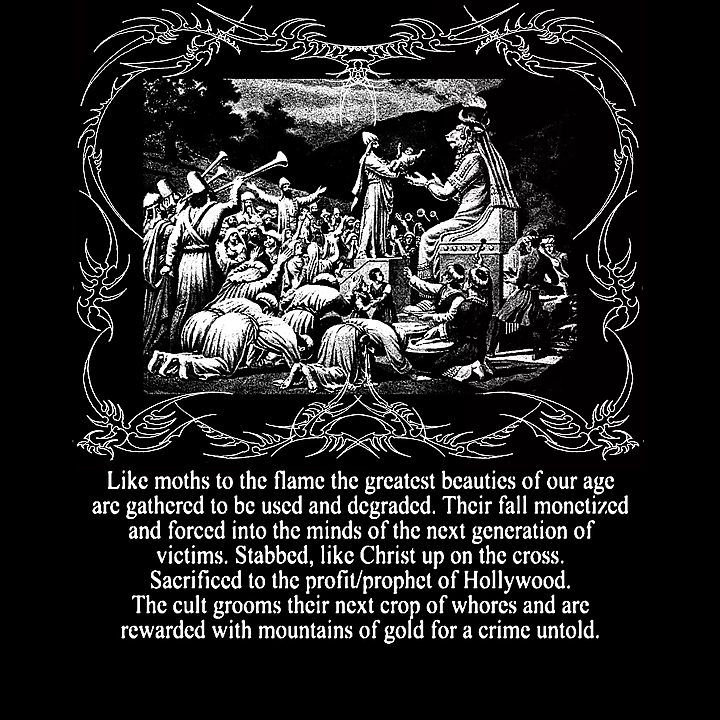 Like moths to the flame the greatest beauties of our age
are gathered to be used and degraded. Their fall monetized
and forced into the minds of the next generation of
victims. Stabbed, like Christ up on the cross.
Sacrificed to the profit/prophet of Hollywood.
The cult grooms their next crop of whores and are
rewarded with mountains of gold for a crime untold.